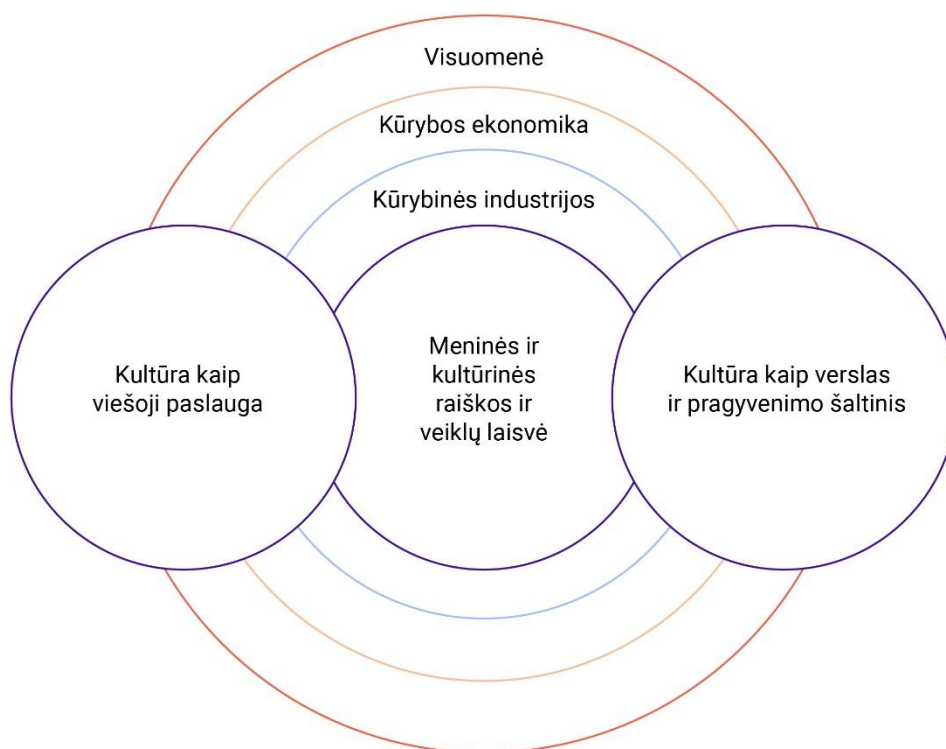 Visuomenė
Kūrybos ekonomika
Kūrybinės industrijos
Kultūra kaip
viešoji paslauga
Meninės ir
kultūrinės
raiškos ir
veiklų laisvė
Kultūra kaip verslas
ir pragyvenimo šaltinis